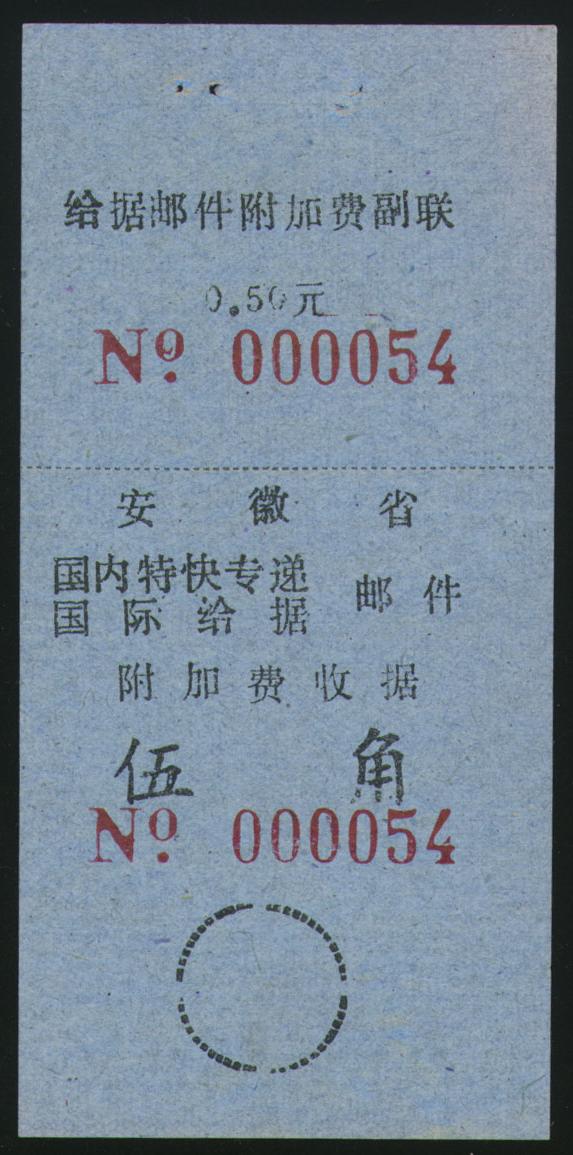 给据邮件附加费副联
0.50元
No. 000054
安徽省
国内特快专递
国际给据
邮件
附加费收据
伍角
No. 000054